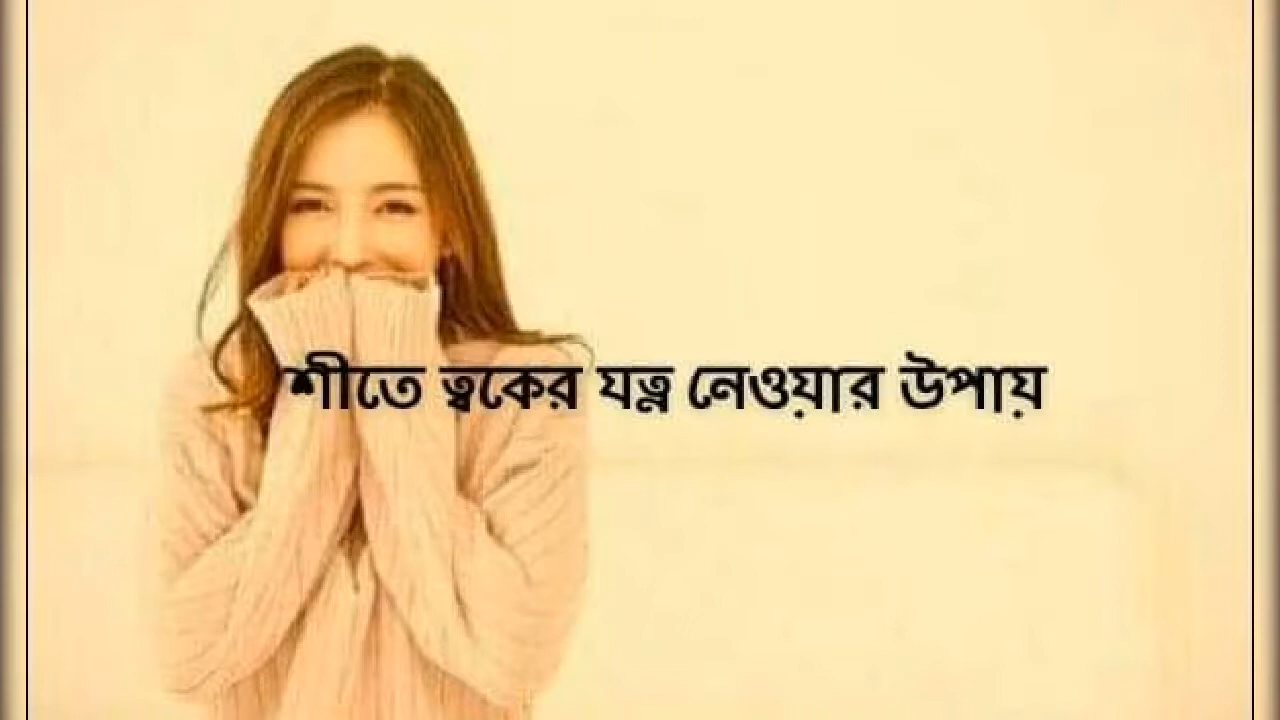 শীতে ত্বকের যত্ন নেওয়ার উপায়